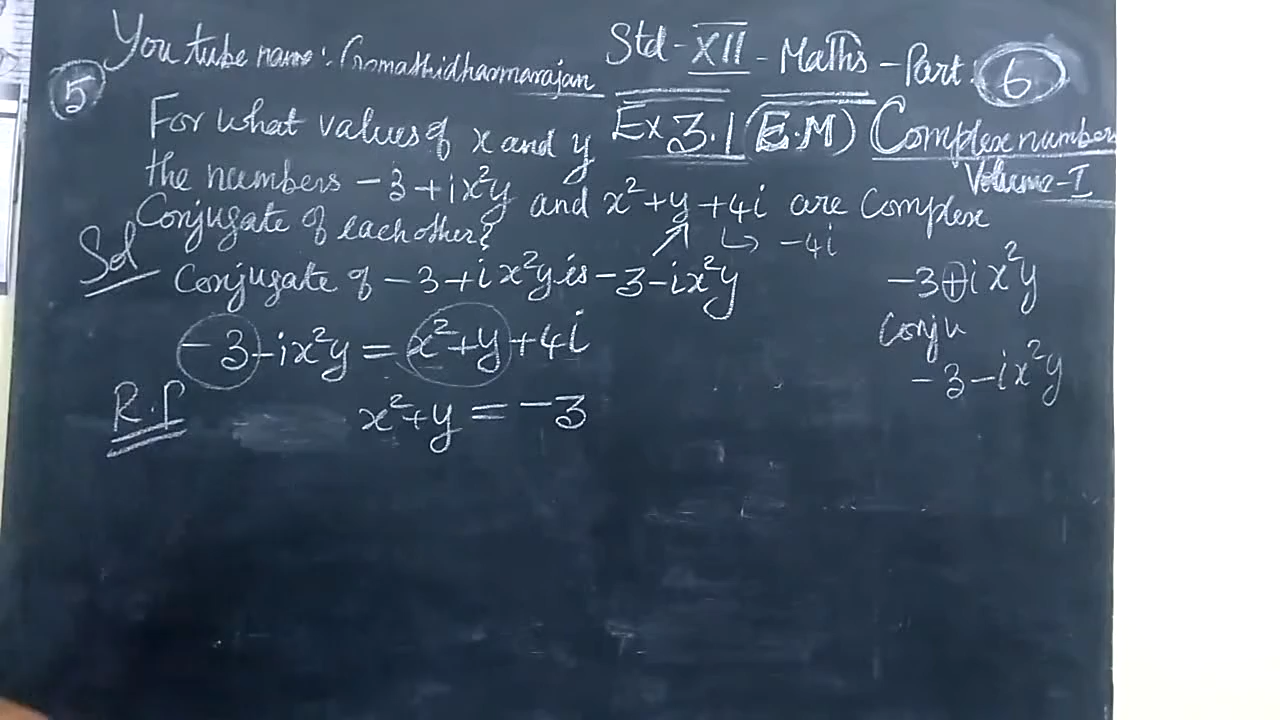 You tube name: Gomathidharmarajan
Std - XII - Maths - Part: 6
5
Ex 3.1 (E.M) Complex numbers
Volume-I
For what values of x and y
the numbers -3+ix²y and x²+y+4i are Complex
Conjugate of each other?
↳ -4i
Sol
Conjugate of -3+ix²y is -3-ix²y
-3-ix²y = x²+y+4i
R.P
x²+y = -3
-3+ix²y
Conju
-3-ix²y